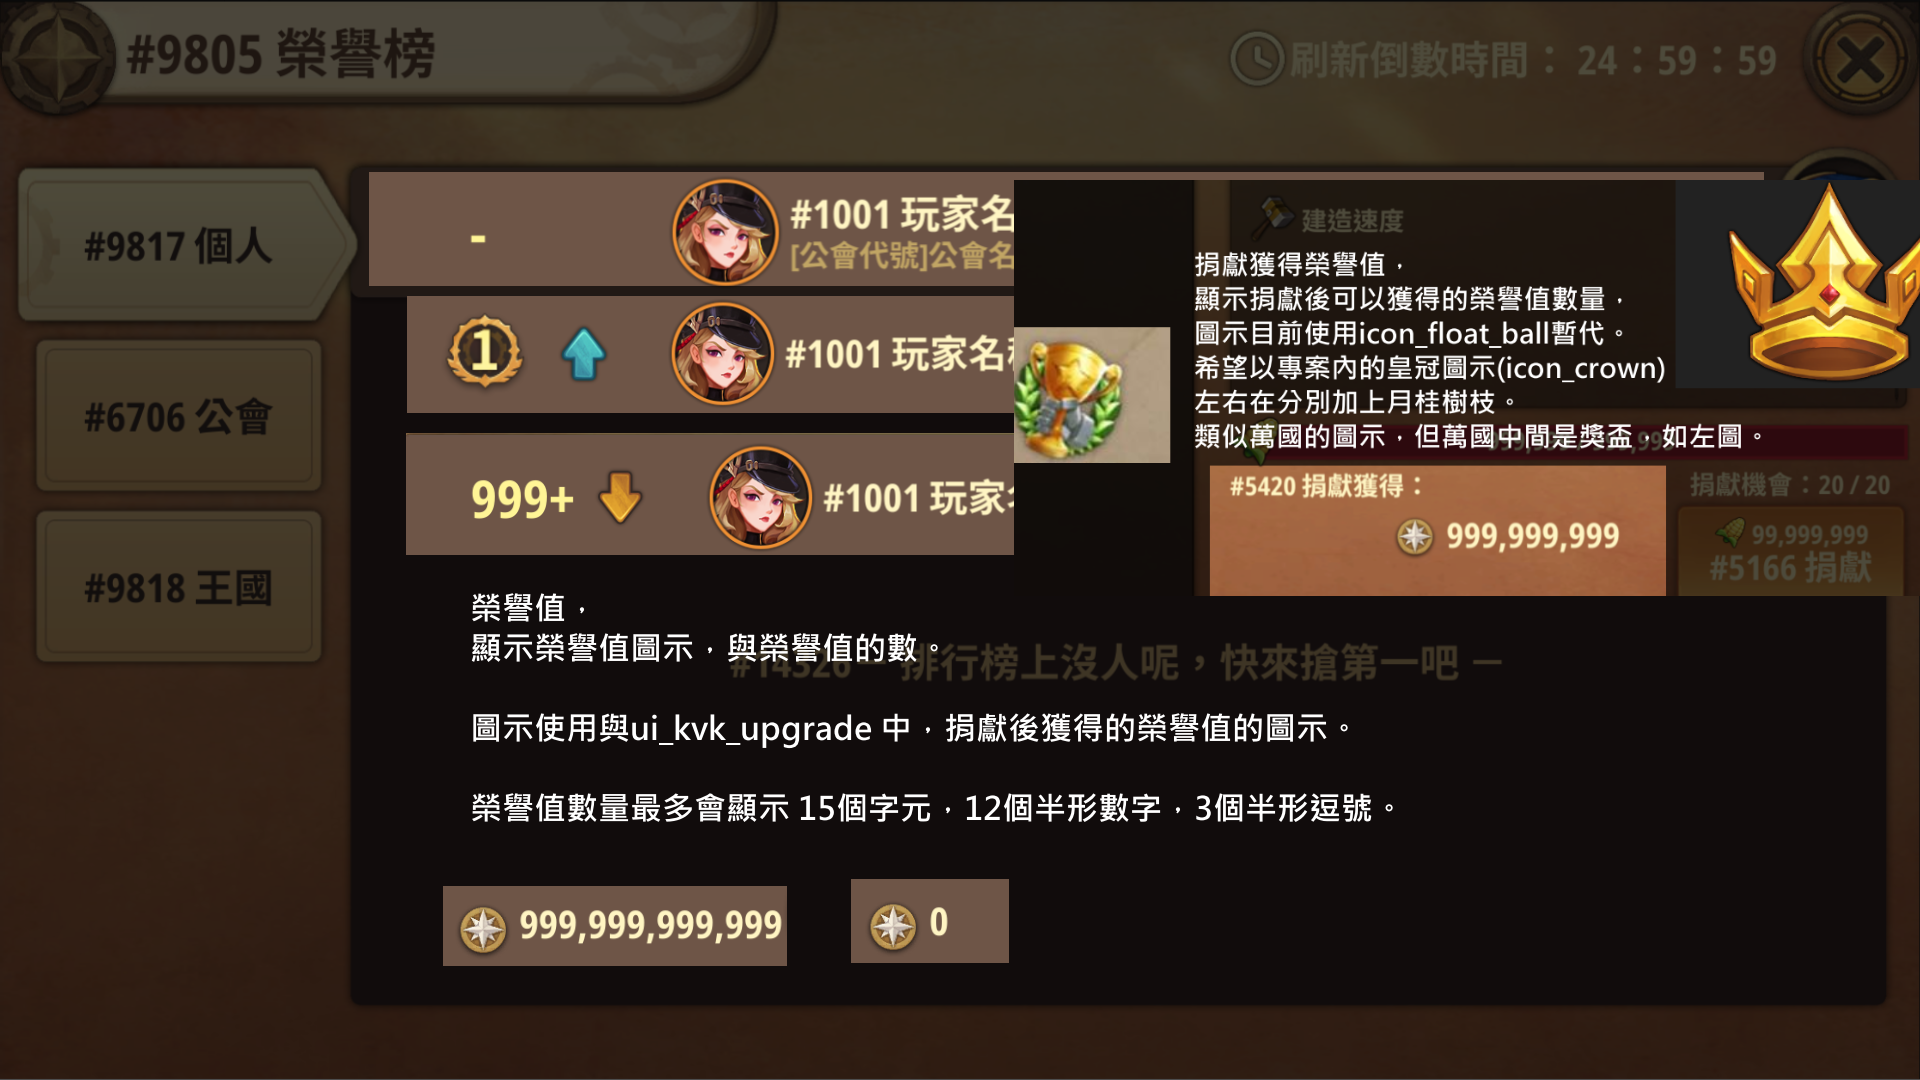 #9805 榮譽榜
刷新倒數時間： 24：59：59
#9817 個人
#6706 公會
#9818 王國
-
#1001 玩家名
[公會代號]公會名
1
#1001 玩家名
999+
#1001 玩家
建造速度
捐獻獲得榮譽值，
顯示捐獻後可以獲得的榮譽值數量，
圖示目前使用icon_float_ball暫代。
希望以專案內的皇冠圖示(icon_crown)
左右在分別加上月桂樹枝。
類似萬國的圖示，但萬國中間是獎盃，如左圖。
#5420 捐獻獲得：
999,999,999
捐獻機會：20 / 20
99,999,999
#5166 捐獻
榮譽值，
顯示榮譽值圖示，與榮譽值的數。
#14526－ 排行榜上沒人呢，快來搶第一吧 －
圖示使用與ui_kvk_upgrade 中，捐獻後獲得的榮譽值的圖示。
榮譽值數量最多會顯示 15個字元，12個半形數字，3個半形逗號。
999,999,999,999
0